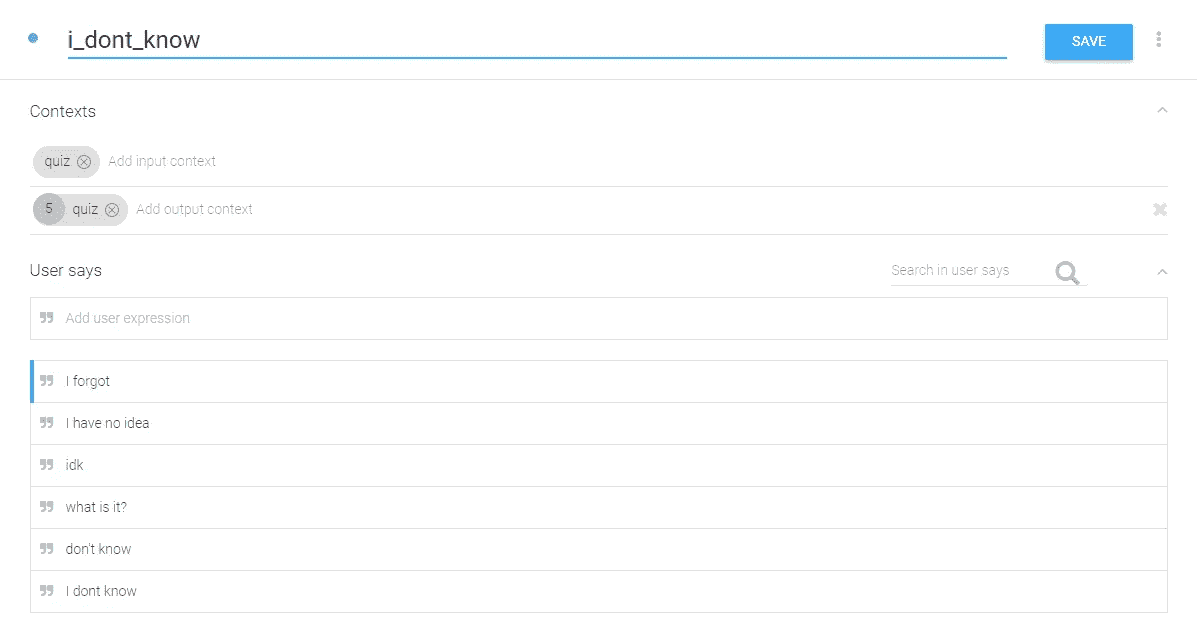 i_dont_know SAVE
Contexts
quiz Add input context
5 quiz Add output context
User says Search in user says
Add user expression
I forgot
I have no idea
idk
what is it?
don't know
I dont know